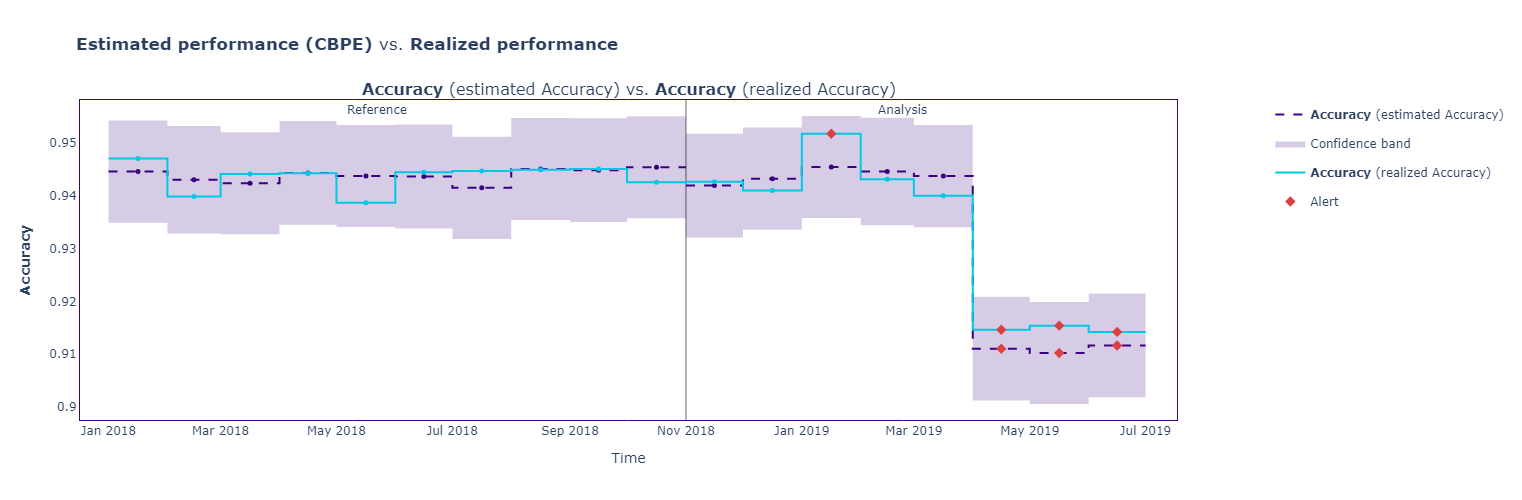 Estimated performance (CBPE) vs. Realized performance
Accuracy (estimated Accuracy) vs. Accuracy (realized Accuracy)
Reference
Analysis
Accuracy (estimated Accuracy)
Confidence band
Accuracy (realized Accuracy)
Alert
Accuracy
0.95
0.94
0.93
0.92
0.91
0.9
Jan 2018
Mar 2018
May 2018
Jul 2018
Sep 2018
Nov 2018
Jan 2019
Mar 2019
May 2019
Jul 2019
Time